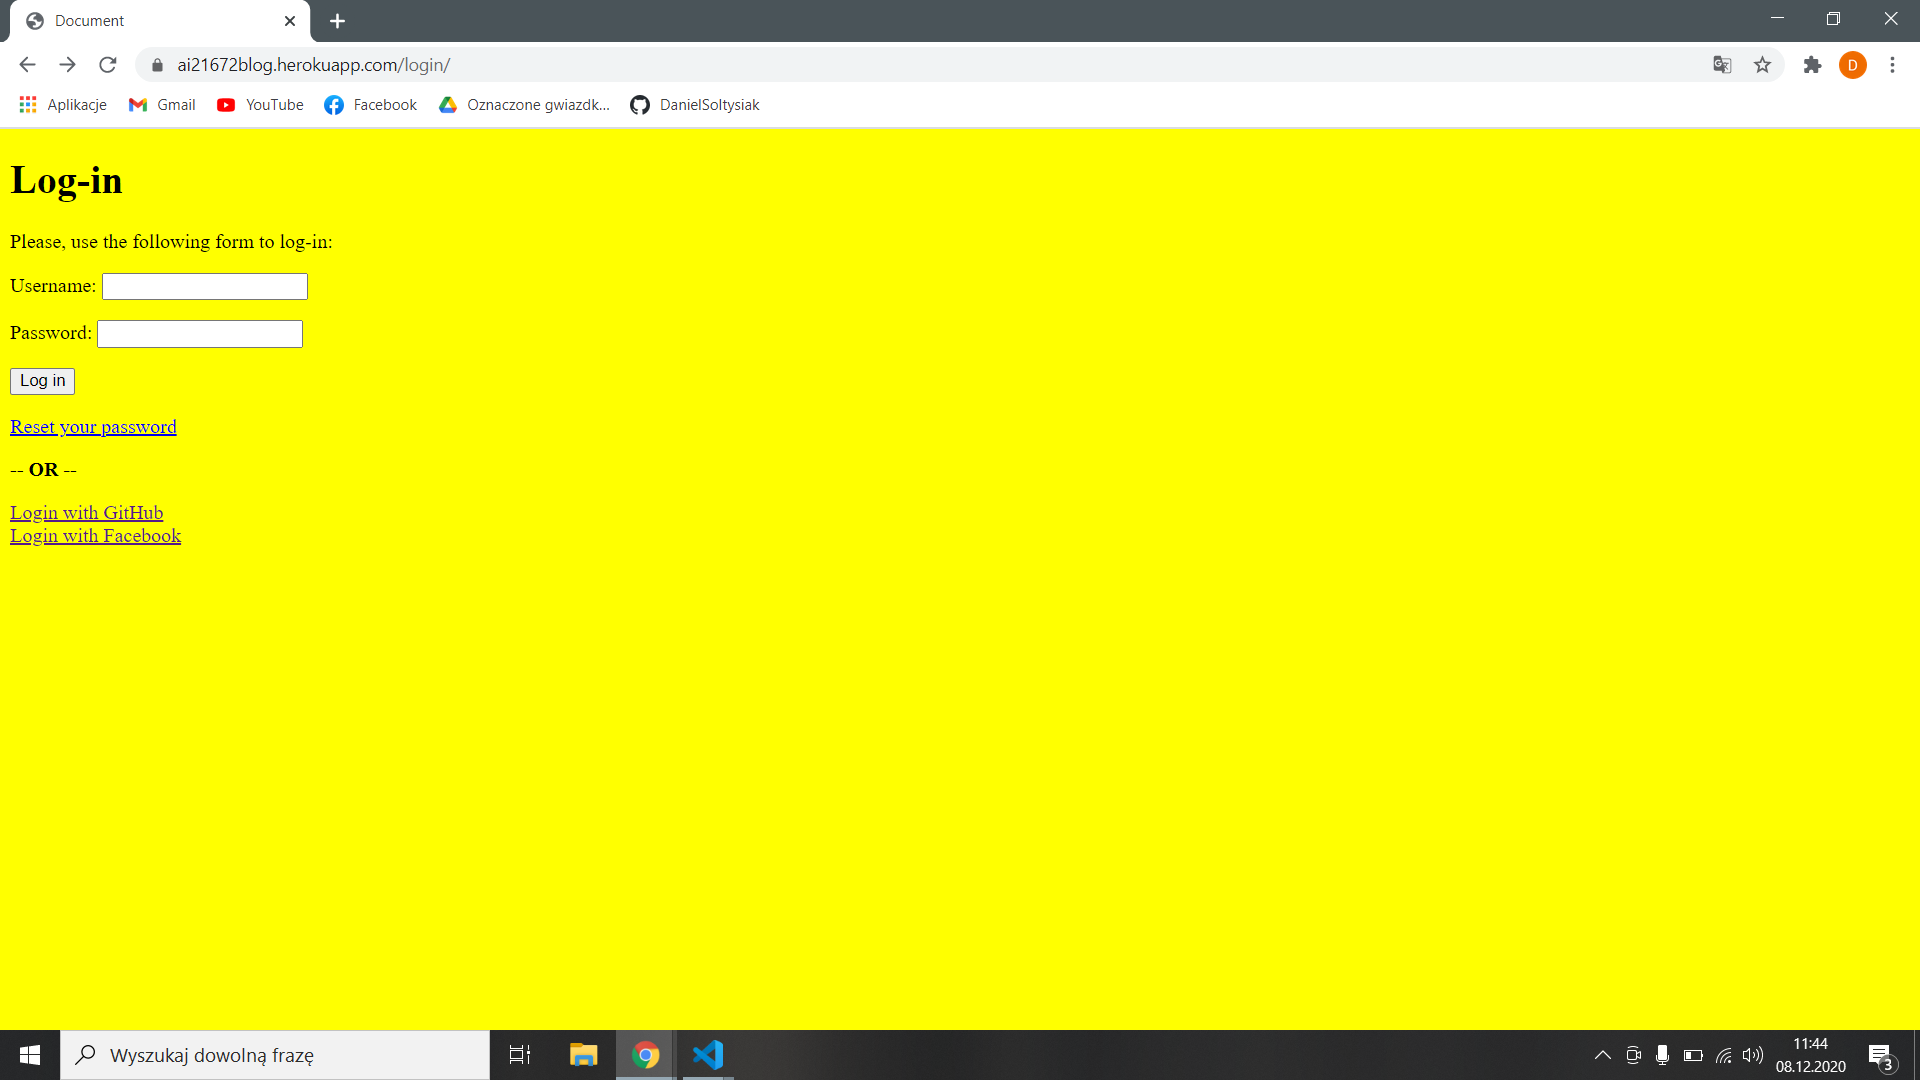 Document
ai21672blog.herokuapp.com/login/
D
Aplikacje Gmail YouTube Facebook Oznaczone gwiazdk... DanielSoltysiak
Log-in
Please, use the following form to log-in:
Username:
Password:
Log in
Reset your password
-- OR --
Login with GitHub
Login with Facebook
Wyszukaj dowolną frazę
11:44
08.12.2020
3